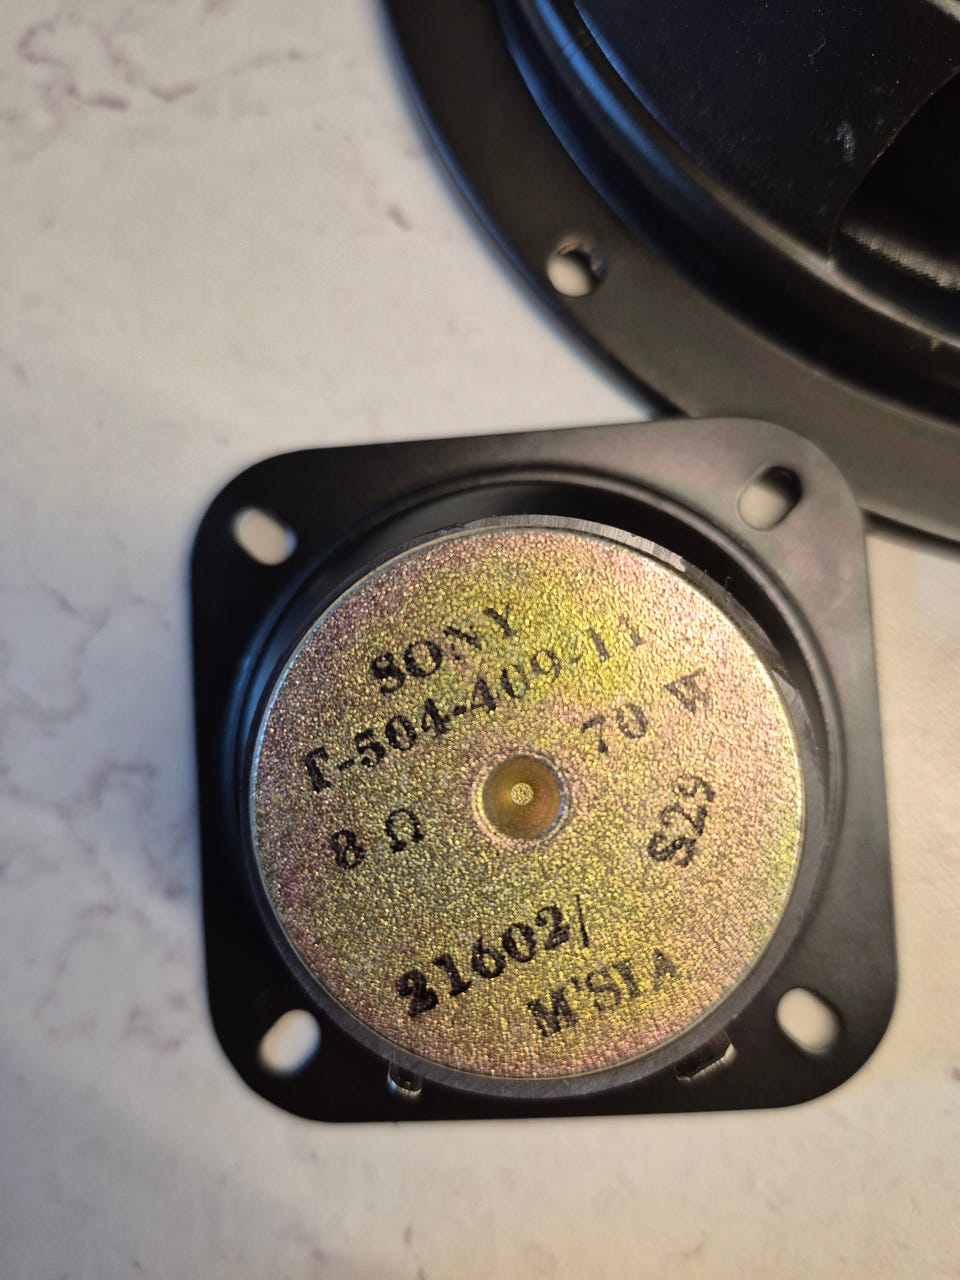 SONY
1-504-409-11
70 W
8 Ω
S29
21602/
M'SIA